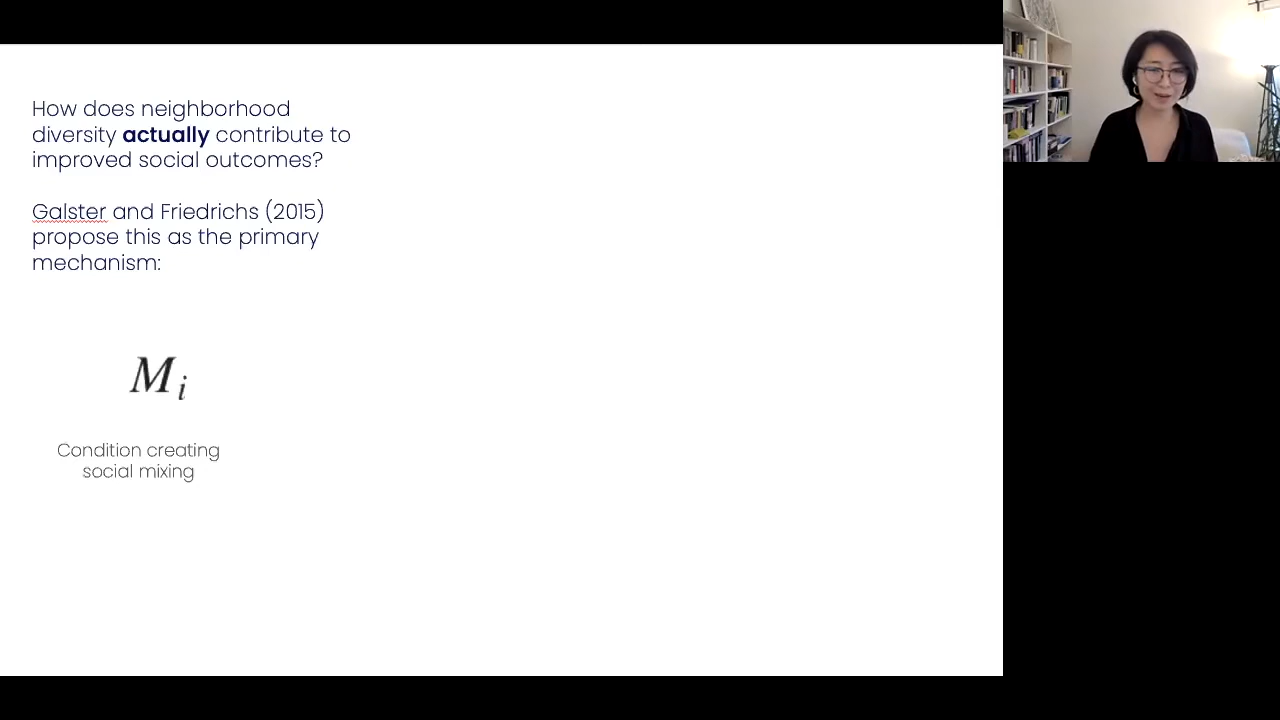 How does neighborhood
diversity actually contribute to
improved social outcomes?
Galster and Friedrichs (2015)
propose this as the primary
mechanism:
M i
Condition creating
social mixing